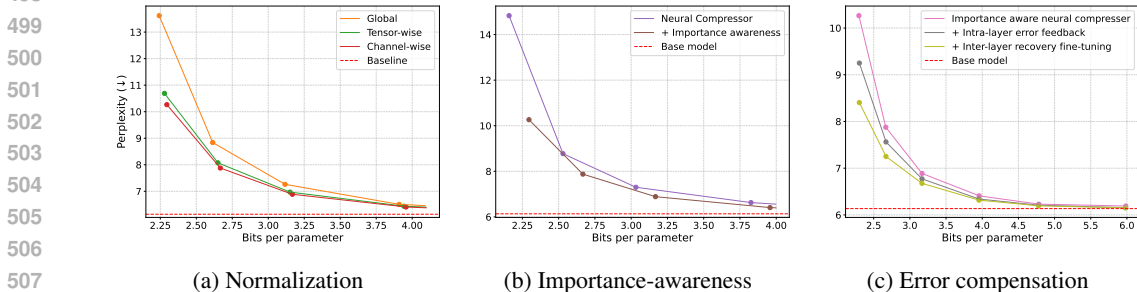 499
500
501
502
503
504
505
506
507
Global
Tensor-wise
Channel-wise
Baseline
Perplexity (↓)
13
12
11
10
9
8
7
2.25 2.50 2.75 3.00 3.25 3.50 3.75 4.00
Bits per parameter
(a) Normalization
Neural Compressor
+ Importance awareness
Base model
14
12
10
8
6
2.00 2.25 2.50 2.75 3.00 3.25 3.50 3.75 4.00
Bits per parameter
(b) Importance-awareness
Importance aware neural compresser
+ Intra-layer error feedback
+ Inter-layer recovery fine-tuning
Base model
10
9
8
7
6
2.5 3.0 3.5 4.0 4.5 5.0 5.5 6.0
Bits per parameter
(c) Error compensation